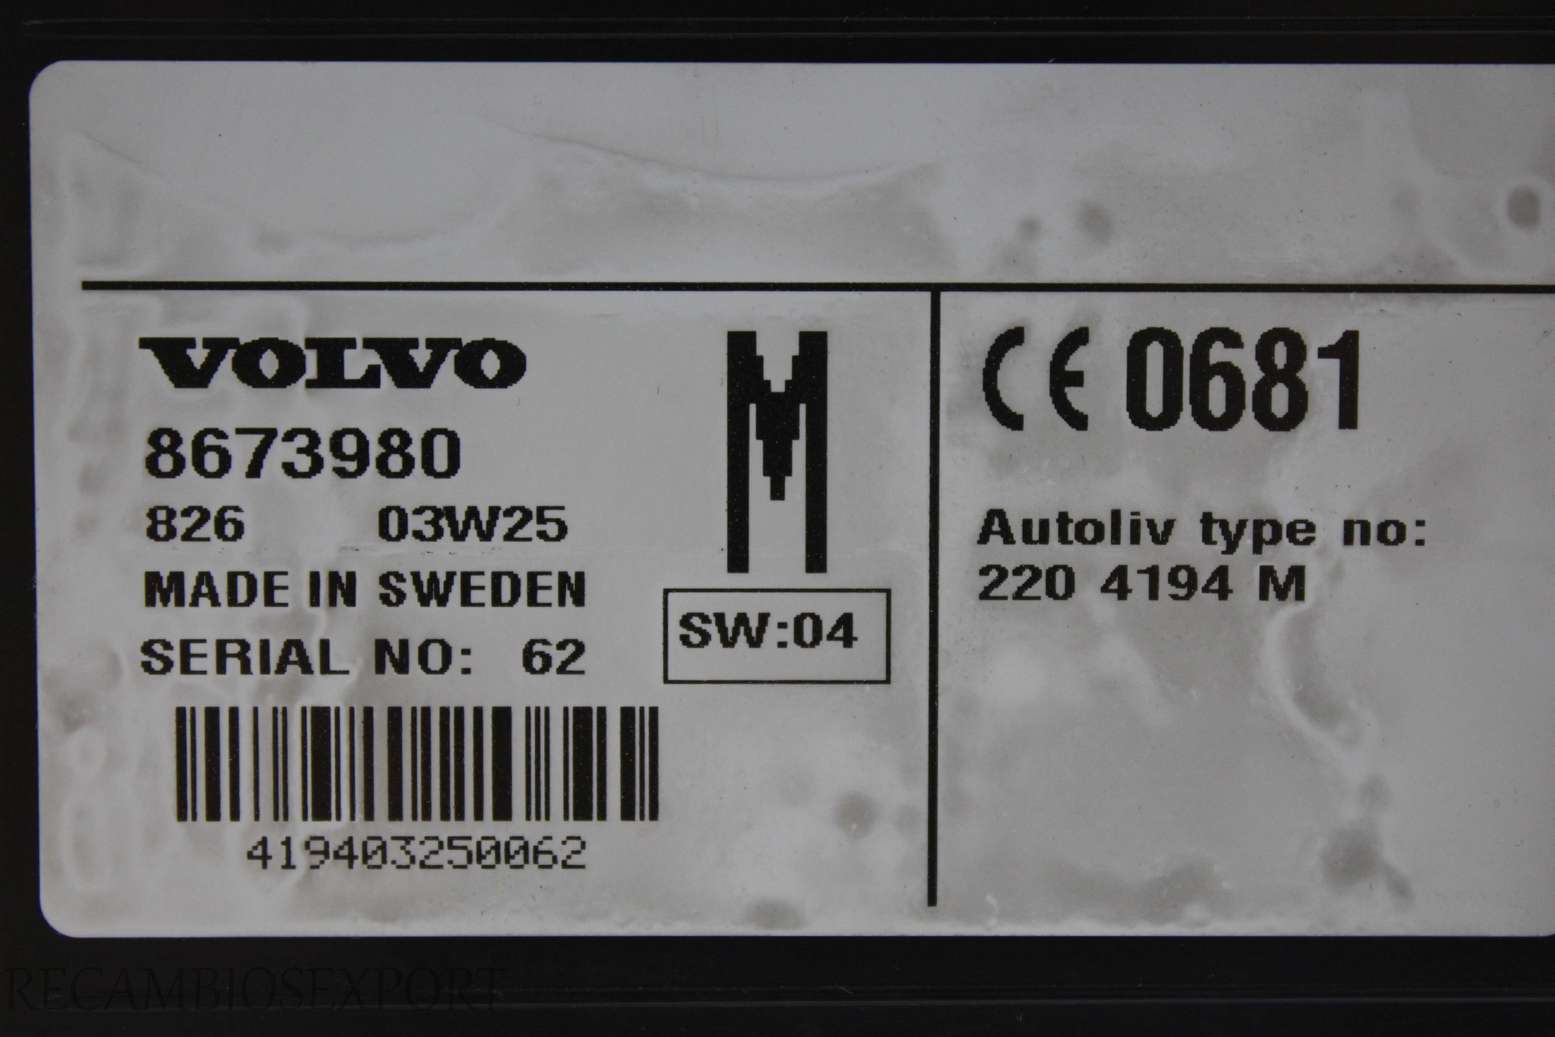 VOLVO
8673980
826 03W25
MADE IN SWEDEN
SERIAL NO: 62
M
SW:04
419403250062
CE 0681
Autoliv type no:
220 4194 M
RECAMBIOSEXPORT